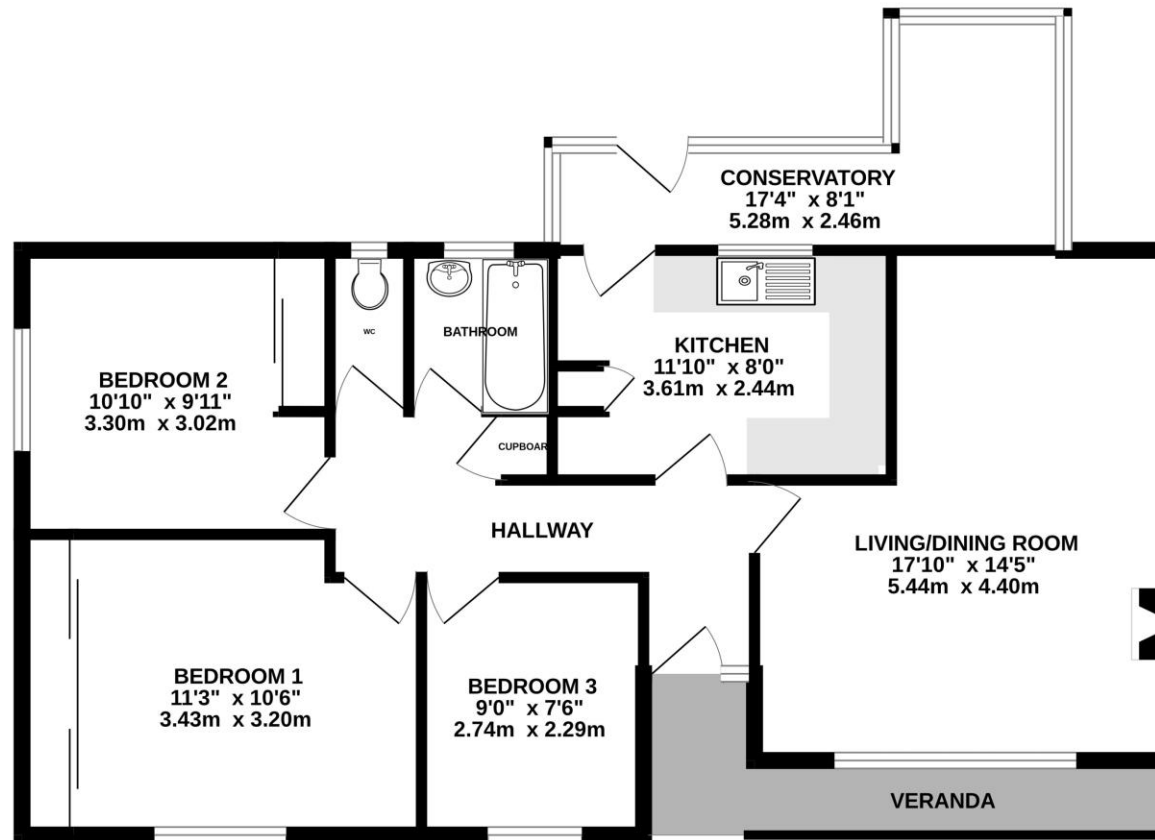 CONSERVATORY
17'4" x 8'1"
5.28m x 2.46m
WC
BATHROOM
KITCHEN
11'10" x 8'0"
3.61m x 2.44m
BEDROOM 2
10'10" x 9'11"
3.30m x 3.02m
CUPBOAR
HALLWAY
LIVING/DINING ROOM
17'10" x 14'5"
5.44m x 4.40m
BEDROOM 1
11'3" x 10'6"
3.43m x 3.20m
BEDROOM 3
9'0" x 7'6"
2.74m x 2.29m
VERANDA